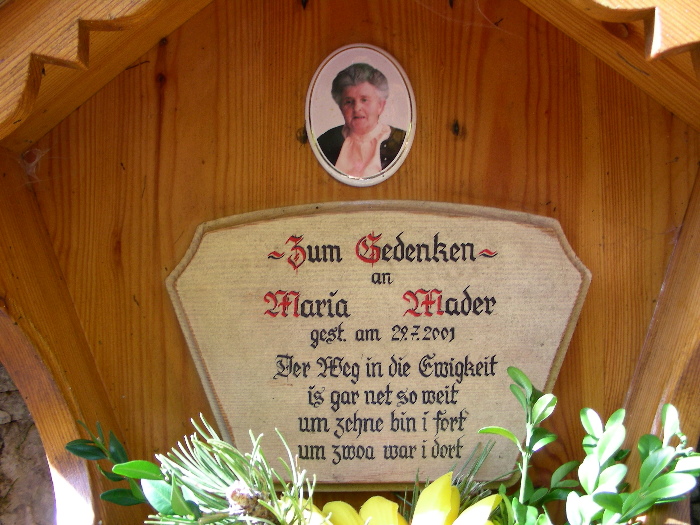 ~ Zum Gedenken ~
an
Maria Mader
gest. am 29.7.2001
Der Weg in die Ewigkeit
is gar net so weit
um zehne bin i fort
um zwoa war i dort